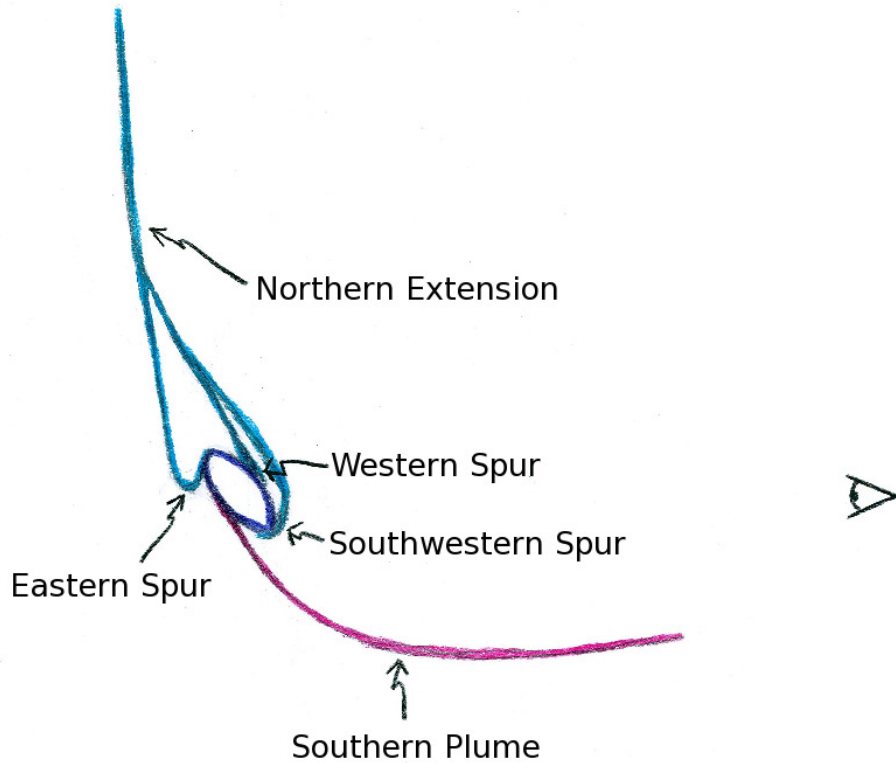 Northern Extension
Western Spur
Southwestern Spur
Eastern Spur
Southern Plume